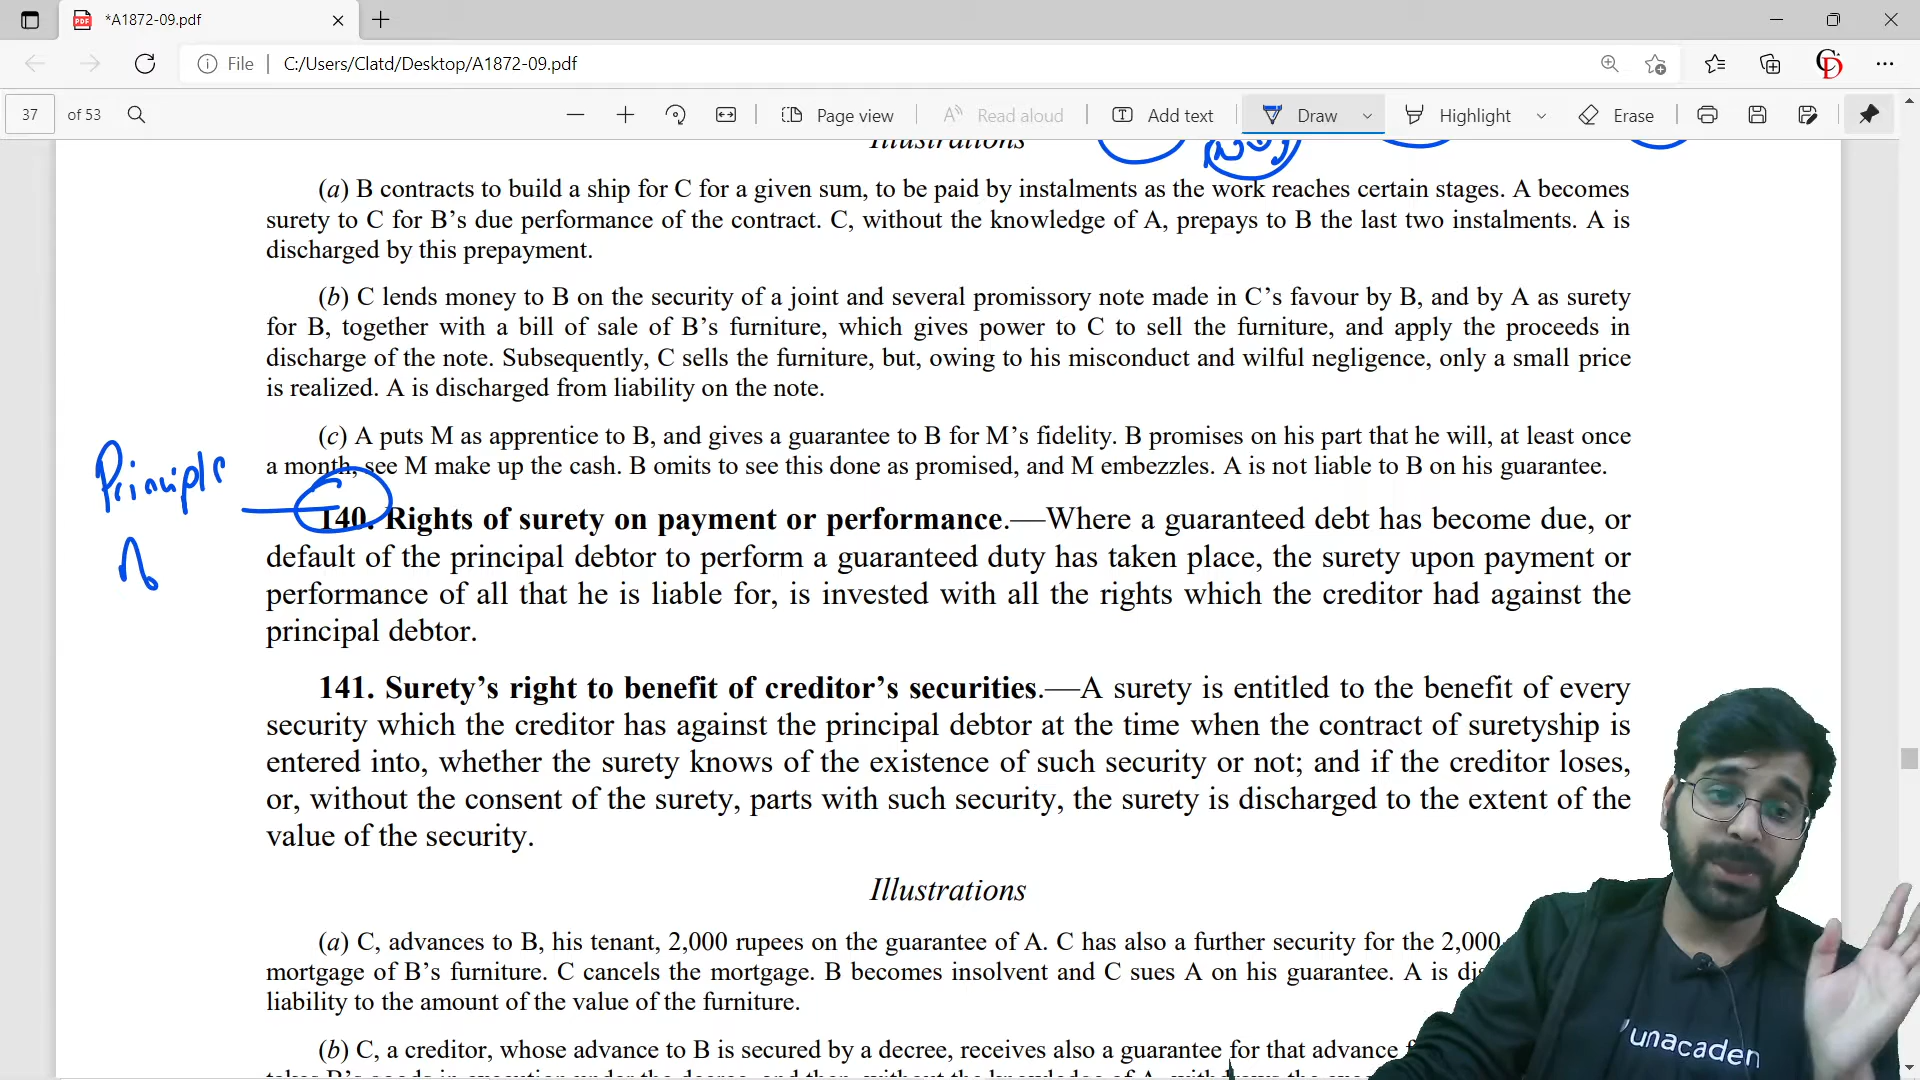 *A1872-09.pdf
File
C:/Users/Clatd/Desktop/A1872-09.pdf
37 of 53
Page view
Read aloud
Add text
Draw
Highlight
Erase
Illustrations
(a) B contracts to build a ship for C for a given sum, to be paid by instalments as the work reaches certain stages. A becomes
surety to C for B’s due performance of the contract. C, without the knowledge of A, prepays to B the last two instalments. A is
discharged by this prepayment.
(b) C lends money to B on the security of a joint and several promissory note made in C’s favour by B, and by A as surety
for B, together with a bill of sale of B’s furniture, which gives power to C to sell the furniture, and apply the proceeds in
discharge of the note. Subsequently, C sells the furniture, but, owing to his misconduct and wilful negligence, only a small price
is realized. A is discharged from liability on the note.
(c) A puts M as apprentice to B, and gives a guarantee to B for M’s fidelity. B promises on his part that he will, at least once
a month, see M make up the cash. B omits to see this done as promised, and M embezzles. A is not liable to B on his guarantee.
Principle
140. Rights of surety on payment or performance.—Where a guaranteed debt has become due, or
default of the principal debtor to perform a guaranteed duty has taken place, the surety upon payment or
performance of all that he is liable for, is invested with all the rights which the creditor had against the
principal debtor.
141. Surety’s right to benefit of creditor’s securities.—A surety is entitled to the benefit of every
security which the creditor has against the principal debtor at the time when the contract of suretyship is
entered into, whether the surety knows of the existence of such security or not; and if the creditor loses,
or, without the consent of the surety, parts with such security, the surety is discharged to the extent of the
value of the security.
Illustrations
(a) C, advances to B, his tenant, 2,000 rupees on the guarantee of A. C has also a further security for the 2,000
mortgage of B’s furniture. C cancels the mortgage. B becomes insolvent and C sues A on his guarantee. A is
liability to the amount of the value of the furniture.
(b) C, a creditor, whose advance to B is secured by a decree, receives also a guarantee for that advance
unacaden